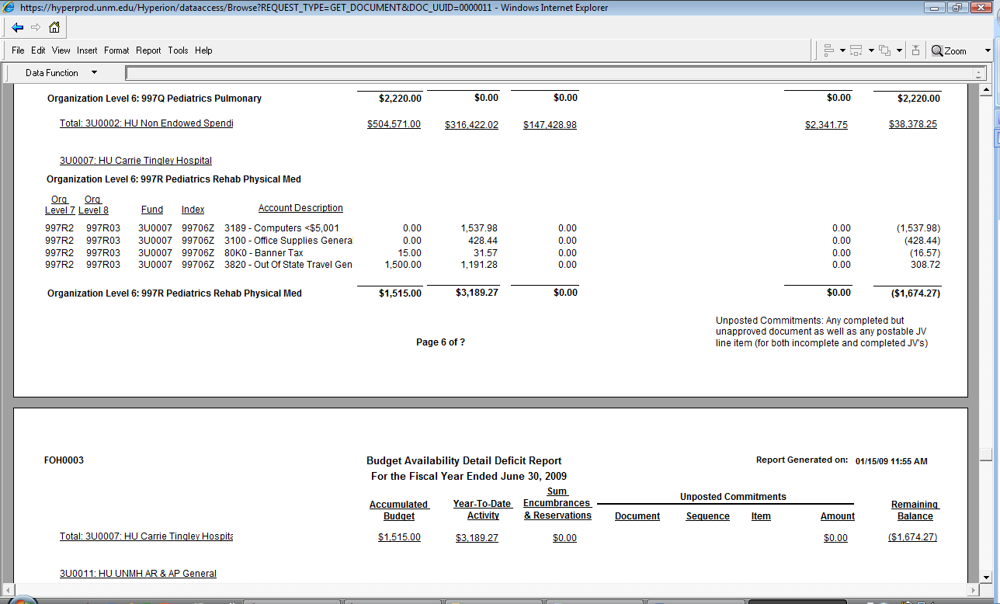 https://hyperprod.unm.edu/Hyperion/dataaccess/Browse?REQUEST_TYPE=GET_DOCUMENT&DOC_UUID=0000011 - Windows Internet Explorer
File Edit View Insert Format Report Tools Help Zoom
Data Function
Organization Level 6: 997Q Pediatrics Pulmonary $2,220.00 $0.00 $0.00 $0.00 $2,220.00
Total: 3U0002: HU Non Endowed Spendi $504,571.00 $316,422.02 $147,428.98 $2,341.75 $38,378.25
3U0007: HU Carrie Tingley Hospital
Organization Level 6: 997R Pediatrics Rehab Physical Med
Org Org
Level 7 Level 8 Fund Index Account Description
997R2 997R03 3U0007 99706Z 3189 - Computers <$5,001 0.00 1,537.98 0.00 0.00 (1,537.98)
997R2 997R03 3U0007 99706Z 3100 - Office Supplies Genera 0.00 428.44 0.00 0.00 (428.44)
997R2 997R03 3U0007 99706Z 80K0 - Banner Tax 15.00 31.57 0.00 0.00 (16.57)
997R2 997R03 3U0007 99706Z 3820 - Out Of State Travel Gen 1,500.00 1,191.28 0.00 0.00 308.72
Organization Level 6: 997R Pediatrics Rehab Physical Med $1,515.00 $3,189.27 $0.00 $0.00 ($1,674.27)
Unposted Commitments: Any completed but
unapproved document as well as any postable JV
line item (for both incomplete and completed JV's)
Page 6 of ?
FOH0003 Budget Availability Detail Deficit Report Report Generated on: 01/15/09 11:55 AM
For the Fiscal Year Ended June 30, 2009
Sum
Accumulated Year-To-Date Encumbrances Unposted Commitments Remaining
Budget Activity & Reservations Document Sequence Item Amount Balance
Total: 3U0007: HU Carrie Tingley Hospita $1,515.00 $3,189.27 $0.00 $0.00 ($1,674.27)
3U0011: HU UNMH AR & AP General